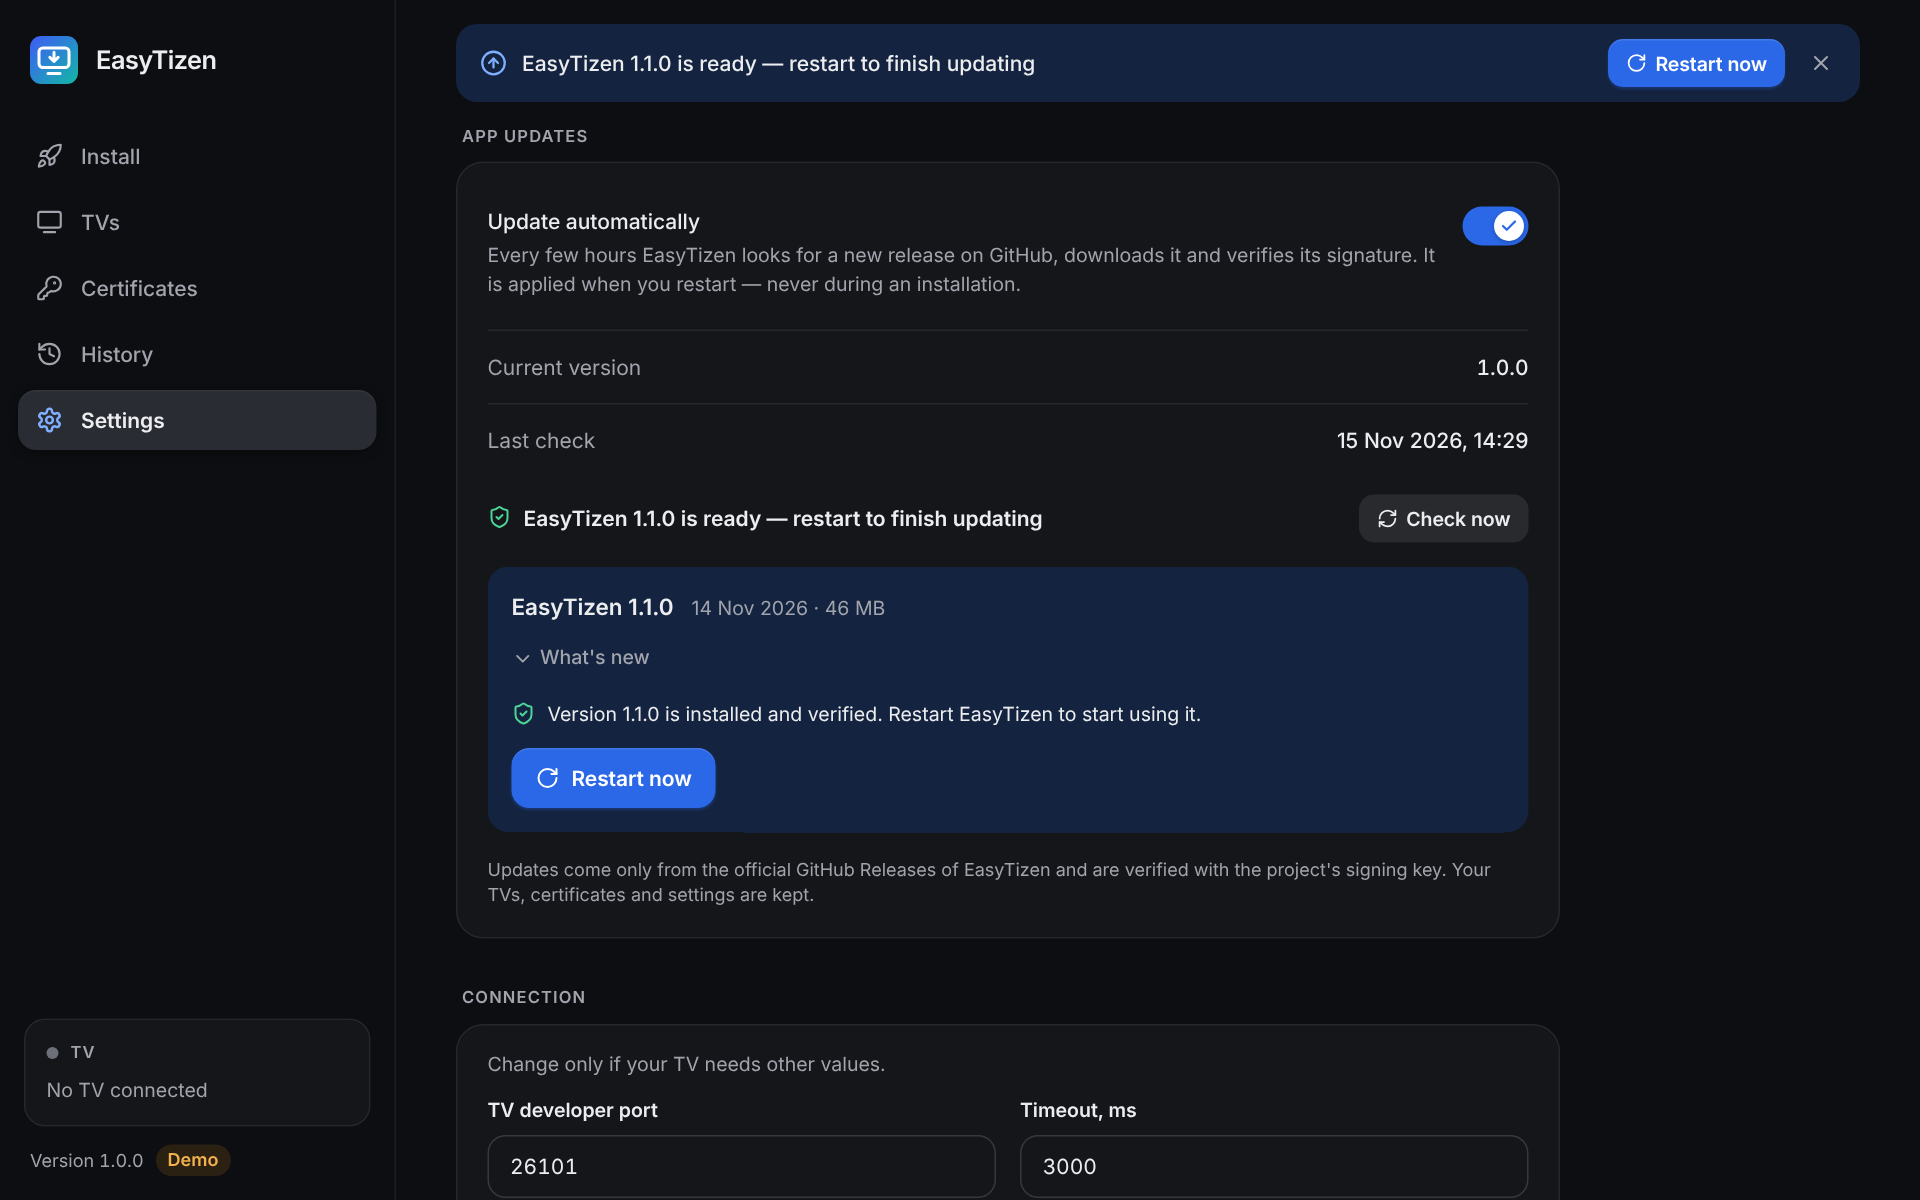 EasyTizen
Install
TVs
Certificates
History
Settings
TV
No TV connected
Version 1.0.0 Demo
EasyTizen 1.1.0 is ready — restart to finish updating
Restart now
APP UPDATES
Update automatically
Every few hours EasyTizen looks for a new release on GitHub, downloads it and verifies its signature. It
is applied when you restart — never during an installation.
Current version 1.0.0
Last check 15 Nov 2026, 14:29
EasyTizen 1.1.0 is ready — restart to finish updating
Check now
EasyTizen 1.1.0 14 Nov 2026 · 46 MB
What's new
Version 1.1.0 is installed and verified. Restart EasyTizen to start using it.
Restart now
Updates come only from the official GitHub Releases of EasyTizen and are verified with the project's signing key. Your
TVs, certificates and settings are kept.
CONNECTION
Change only if your TV needs other values.
TV developer port
26101
Timeout, ms
3000